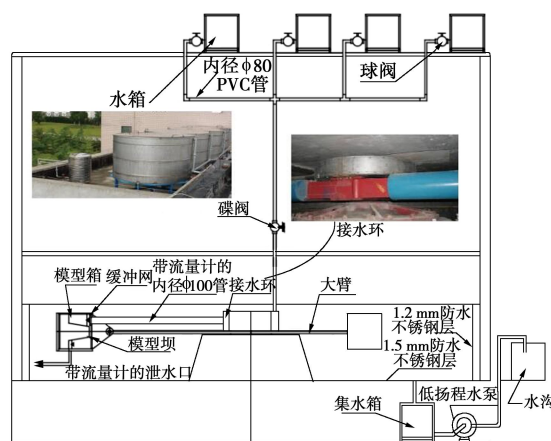 水箱
内径φ80
PVC管
球阀
碟阀
接水环
模型箱
缓冲网
带流量计的
内径φ100管
接水环
大臂
1.2 mm防水
不锈钢层
1.5 mm防水
不锈钢层
模型坝
带流量计的泄水口
集水箱
低扬程水泵
水沟